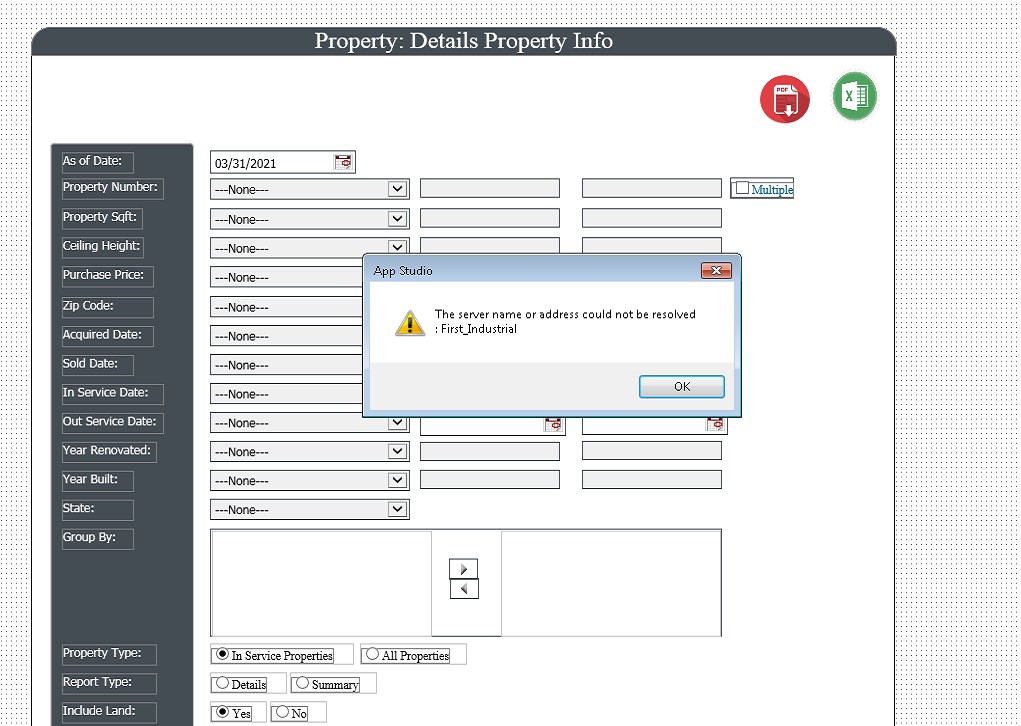 Property: Details Property Info
PDF
X
As of Date:
03/31/2021
Property Number:
---None---
Multiple
Property Sqft:
---None---
Ceiling Height:
---None---
Purchase Price:
---None---
App Studio
The server name or address could not be resolved
: First_Industrial
OK
Zip Code:
---None---
Acquired Date:
---None---
Sold Date:
---None---
In Service Date:
---None---
Out Service Date:
---None---
Year Renovated:
---None---
Year Built:
---None---
State:
---None---
Group By:
Property Type:
In Service Properties
All Properties
Report Type:
Details
Summary
Include Land:
Yes
No